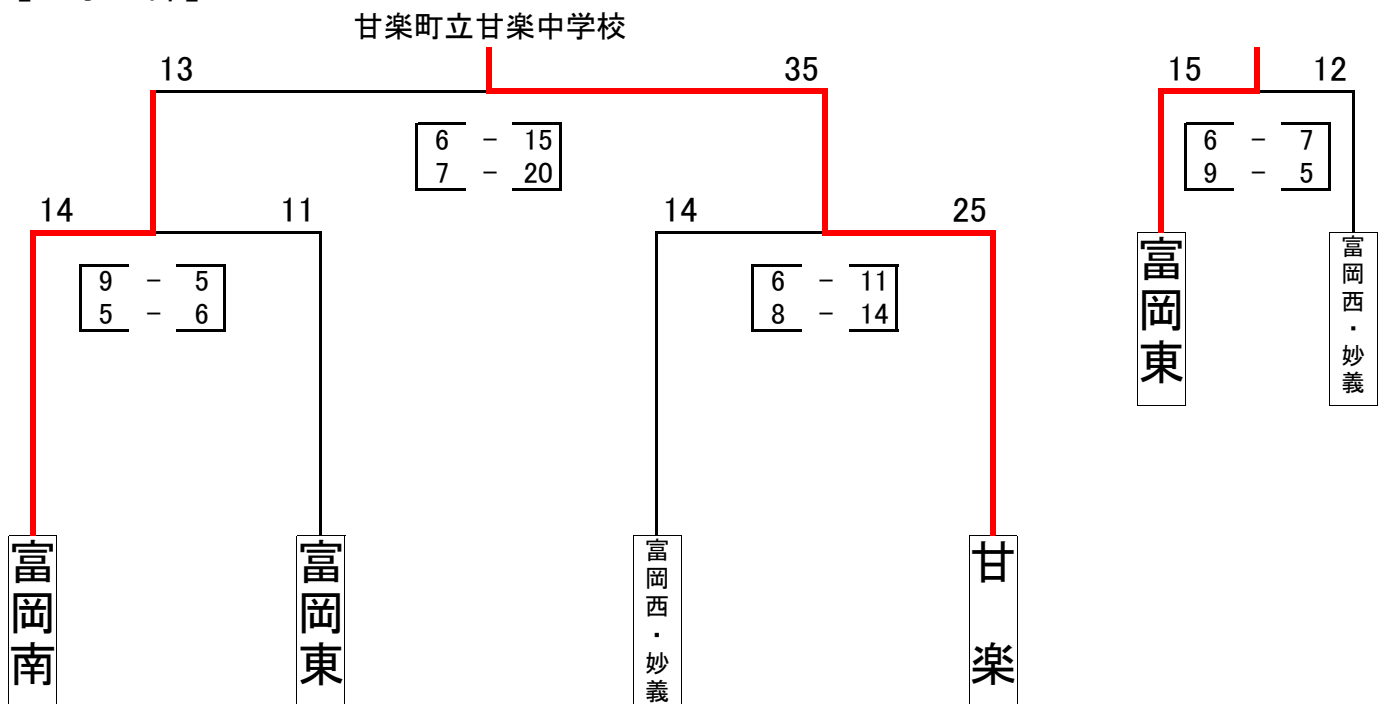 甘楽町立甘楽中学校
13 35
15 12
6 - 15
7 - 20
6 - 7
9 - 5
14 11
14 25
9 - 5
5 - 6
6 - 11
8 - 14
富岡東
富岡西・妙義
富岡南
富岡東
富岡西・妙義
甘楽